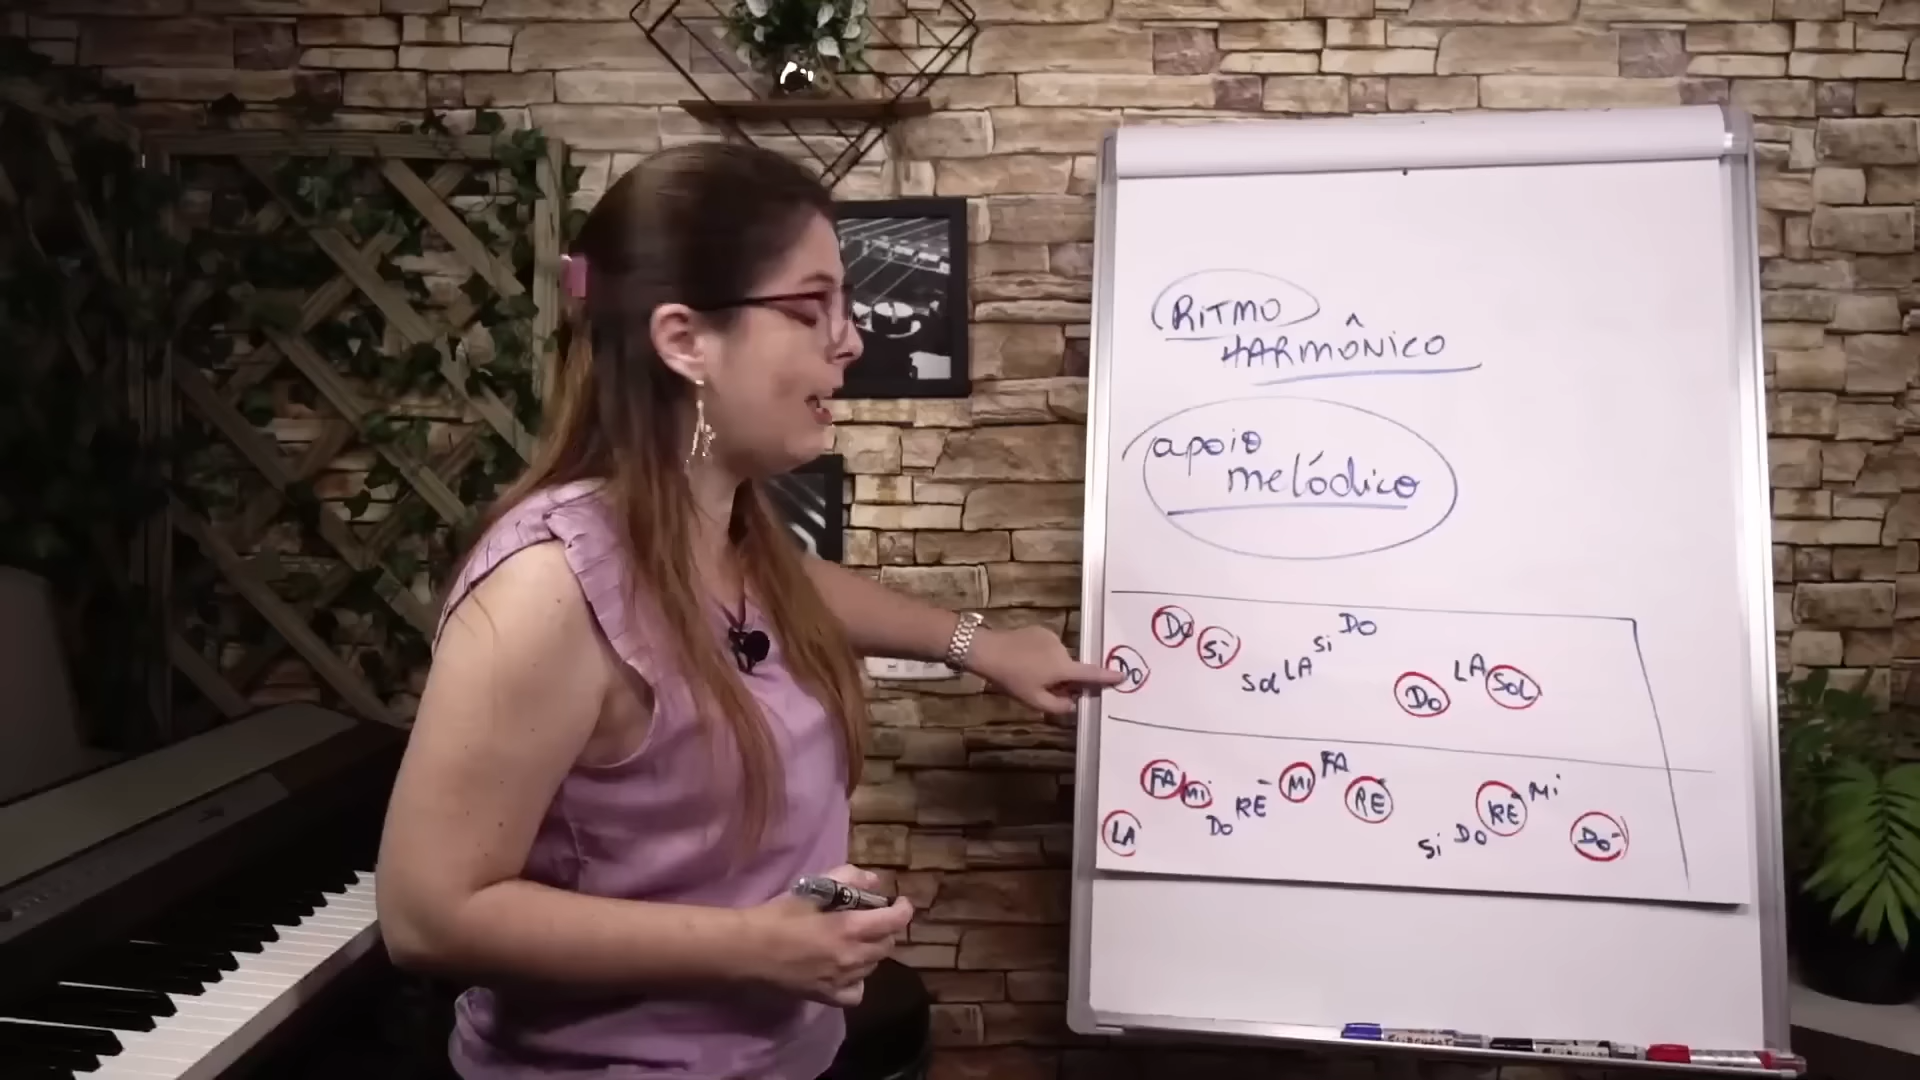 RITMO
HARMÔNICO
apoio
melódico
DO DO SI SOL LA SI DO DO LA SOL
LA FA MI DO RÉ MI FA RÉ SI DO RÉ MI DO